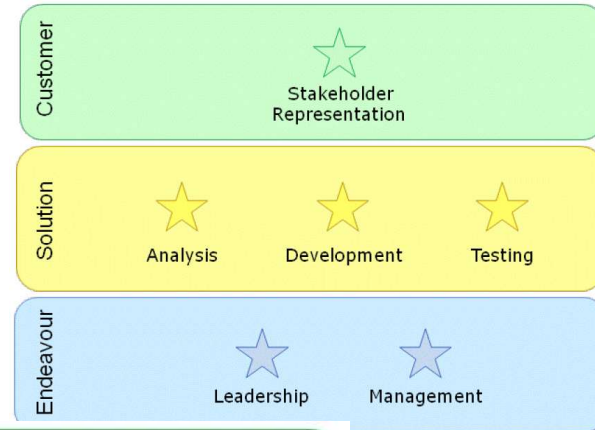 Customer
Stakeholder
Representation
Solution
Analysis
Development
Testing
Endeavour
Leadership
Management